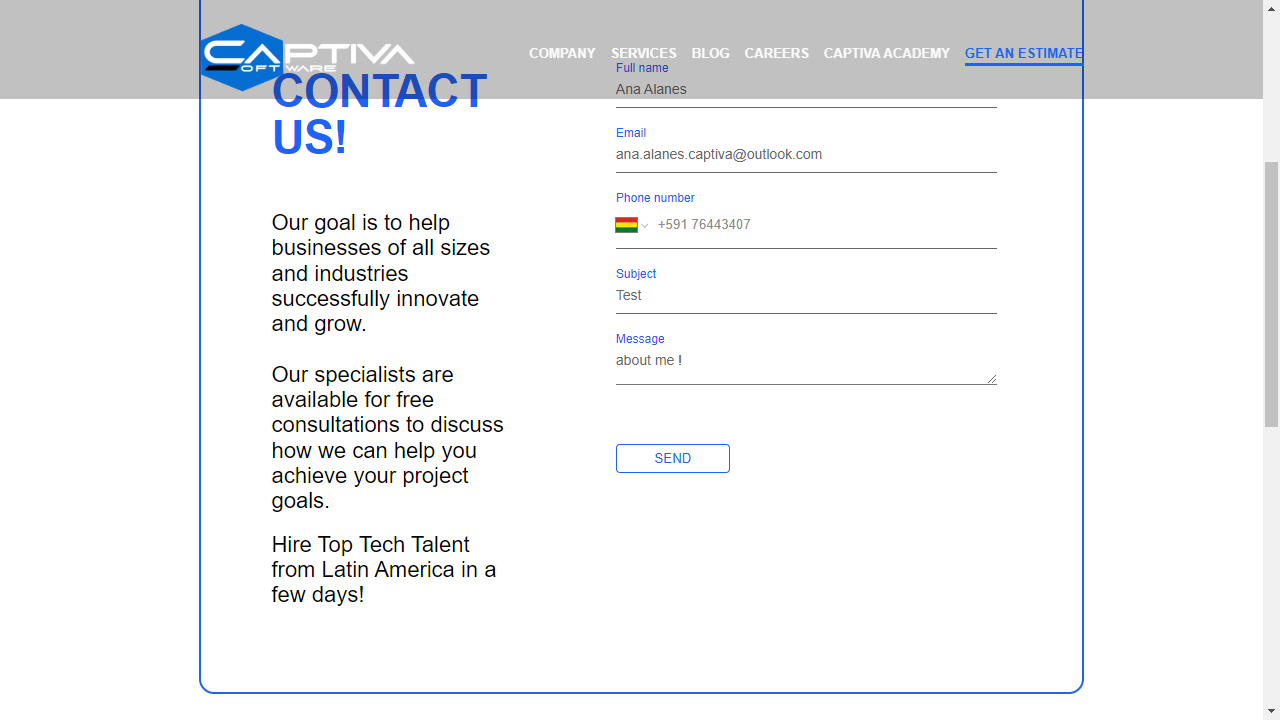 CAPTIVA
SOFTWARE
COMPANY SERVICES BLOG CAREERS CAPTIVA ACADEMY GET AN ESTIMATE
CONTACT
US!
Our goal is to help
businesses of all sizes
and industries
successfully innovate
and grow.
Our specialists are
available for free
consultations to discuss
how we can help you
achieve your project
goals.
Hire Top Tech Talent
from Latin America in a
few days!
Full name
Ana Alanes
Email
ana.alanes.captiva@outlook.com
Phone number
+591 76443407
Subject
Test
Message
about me !
SEND